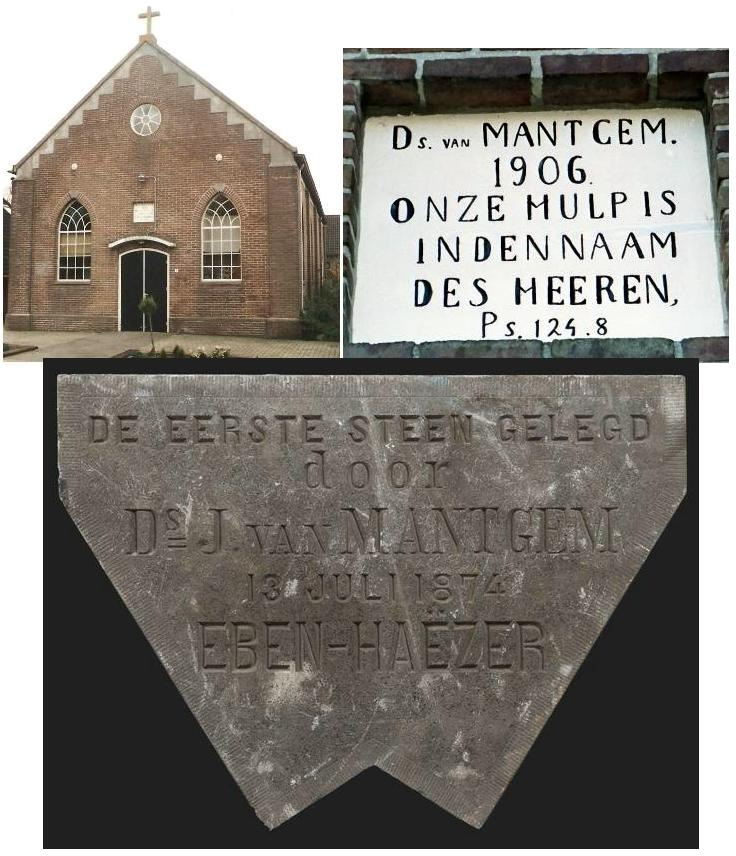 Ds. VAN MANTGEM.
1906.
ONZE HULP IS
IN DEN NAAM
DES HEEREN,
Ps. 124.8
DE EERSTE STEEN GELEGD
door
Ds J. VAN MANTGEM
13 JULI 1874
EBEN-HAËZER